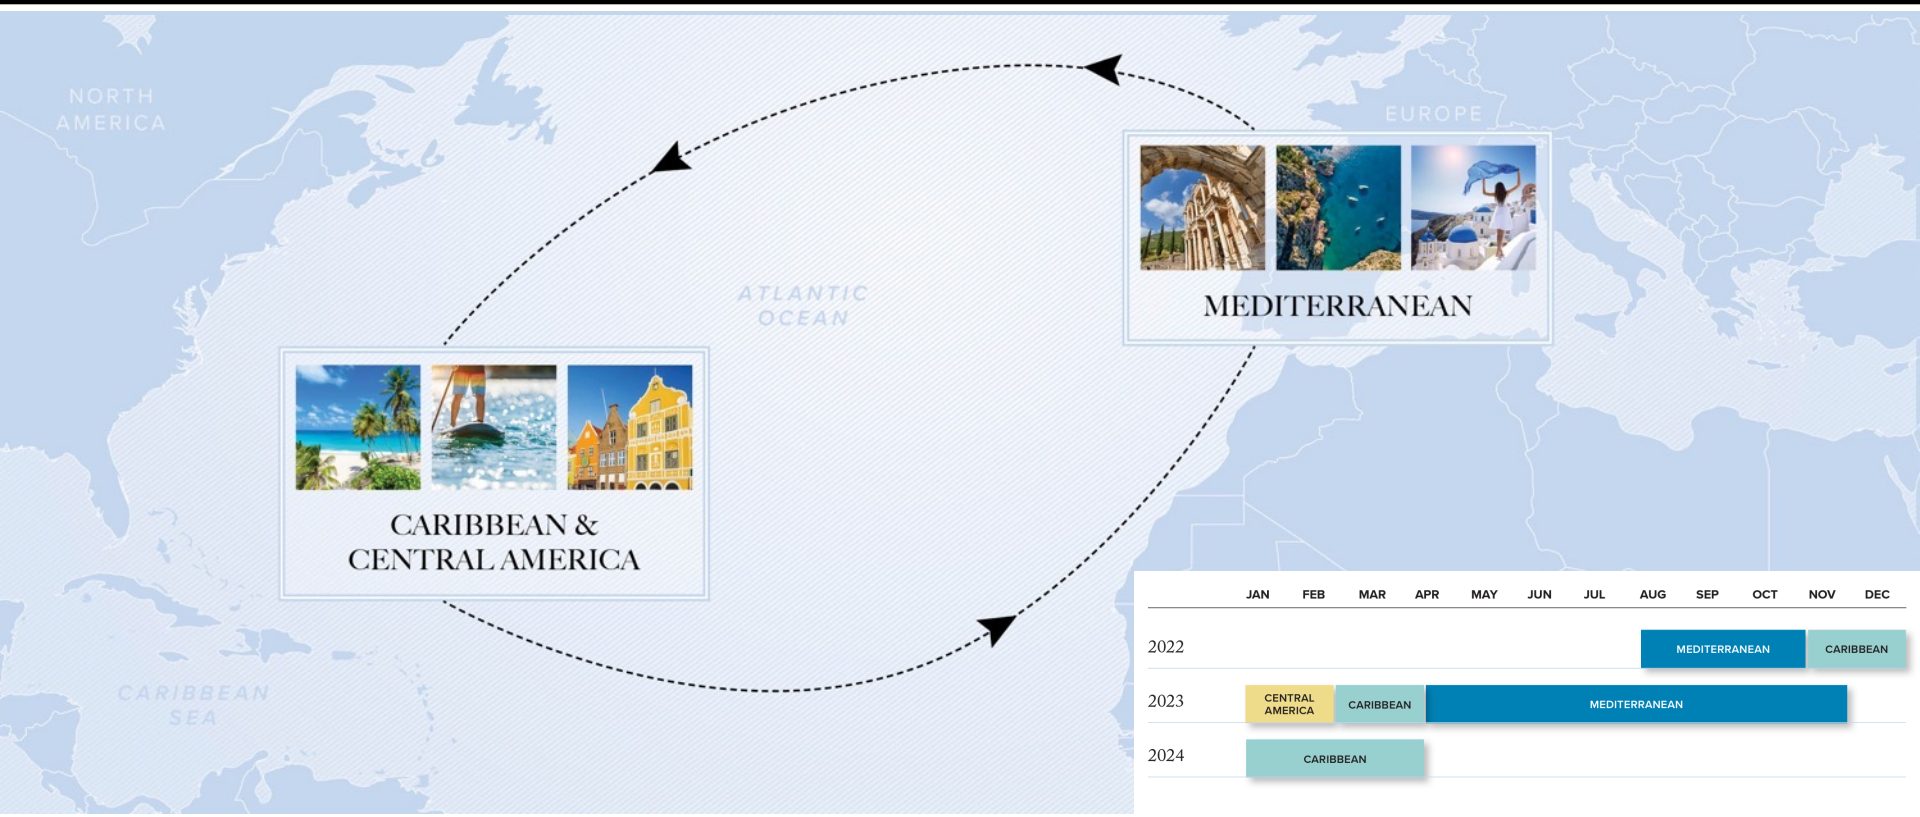 NORTH
AMERICA
EUROPE
ATLANTIC
OCEAN
MEDITERRANEAN
CARIBBEAN &
CENTRAL AMERICA
CARIBBEAN
SEA
JAN FEB MAR APR MAY JUN JUL AUG SEP OCT NOV DEC
2022 MEDITERRANEAN CARIBBEAN
2023 CENTRAL AMERICA CARIBBEAN MEDITERRANEAN
2024 CARIBBEAN